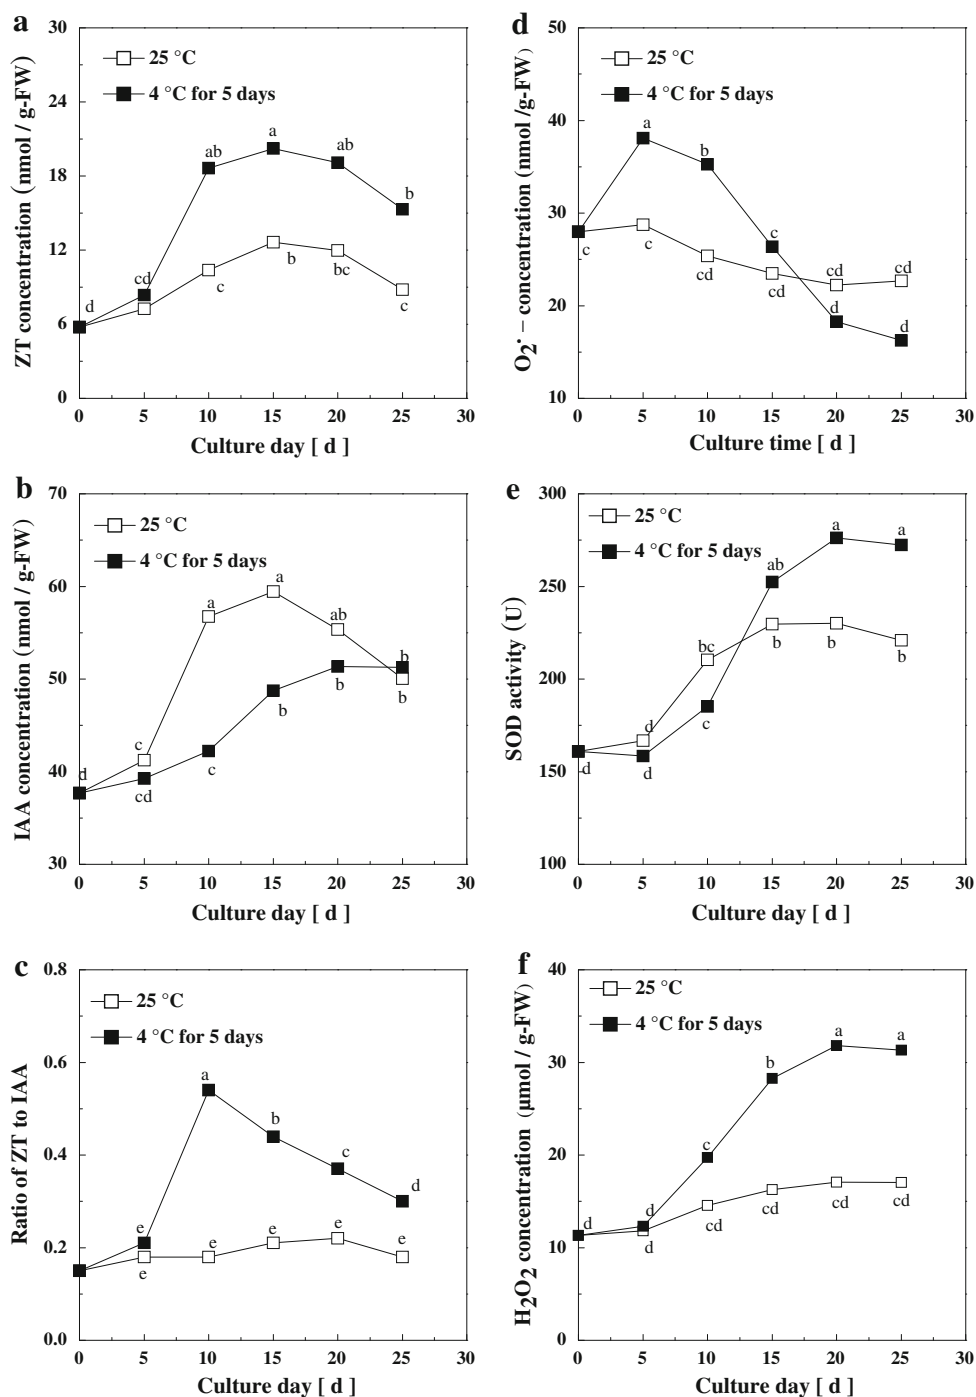 a
ZT concentration (nmol / g-FW)
30
24
18
12
6
0
25 °C
4 °C for 5 days
d
cd
ab
a
ab
b
c
b
bc
c
0 5 10 15 20 25 30
Culture day [ d ]
d
O2·− concentration (nmol /g-FW)
50
40
30
20
10
25 °C
4 °C for 5 days
a
b
c
c
c
cd
cd
cd
cd
d
d
0 5 10 15 20 25 30
Culture time [ d ]
b
IAA concentration (nmol / g-FW)
70
60
50
40
30
25 °C
4 °C for 5 days
a
a
ab
b
d
c
cd
c
b
b
b
0 5 10 15 20 25 30
Culture day [ d ]
e
SOD activity (U)
300
250
200
150
100
25 °C
4 °C for 5 days
a
a
ab
bc
b
b
b
d
c
d
d
0 5 10 15 20 25 30
Culture day [ d ]
c
Ratio of ZT to IAA
0.8
0.6
0.4
0.2
0.0
25 °C
4 °C for 5 days
a
b
c
d
e
e
e
e
e
e
0 5 10 15 20 25 30
Culture day [ d ]
f
H2O2 concentration (μmol / g-FW)
40
30
20
10
0
25 °C
4 °C for 5 days
a
a
b
c
d
d
d
cd
cd
cd
cd
0 5 10 15 20 25 30
Culture day [ d ]